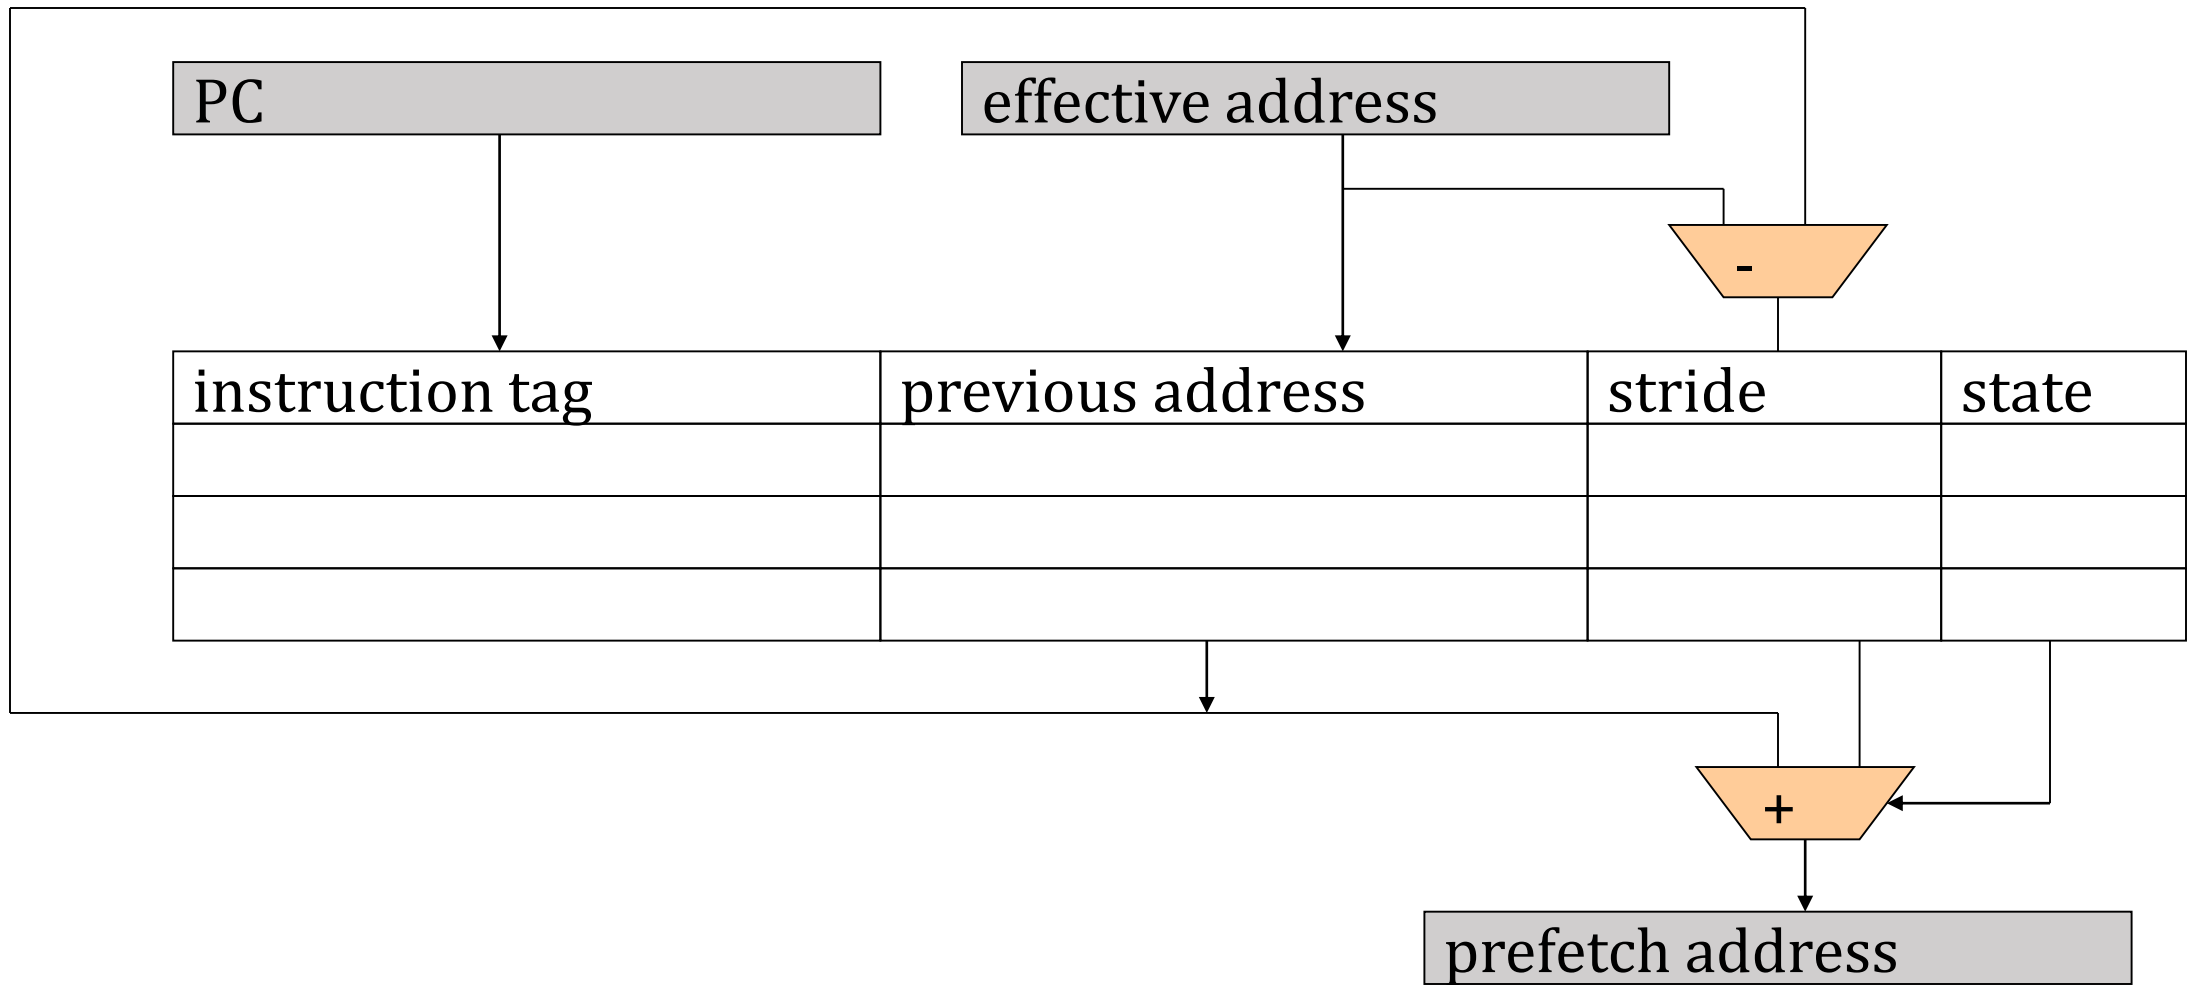 PC
effective address
-
instruction tag
previous address
stride
state
+
prefetch address